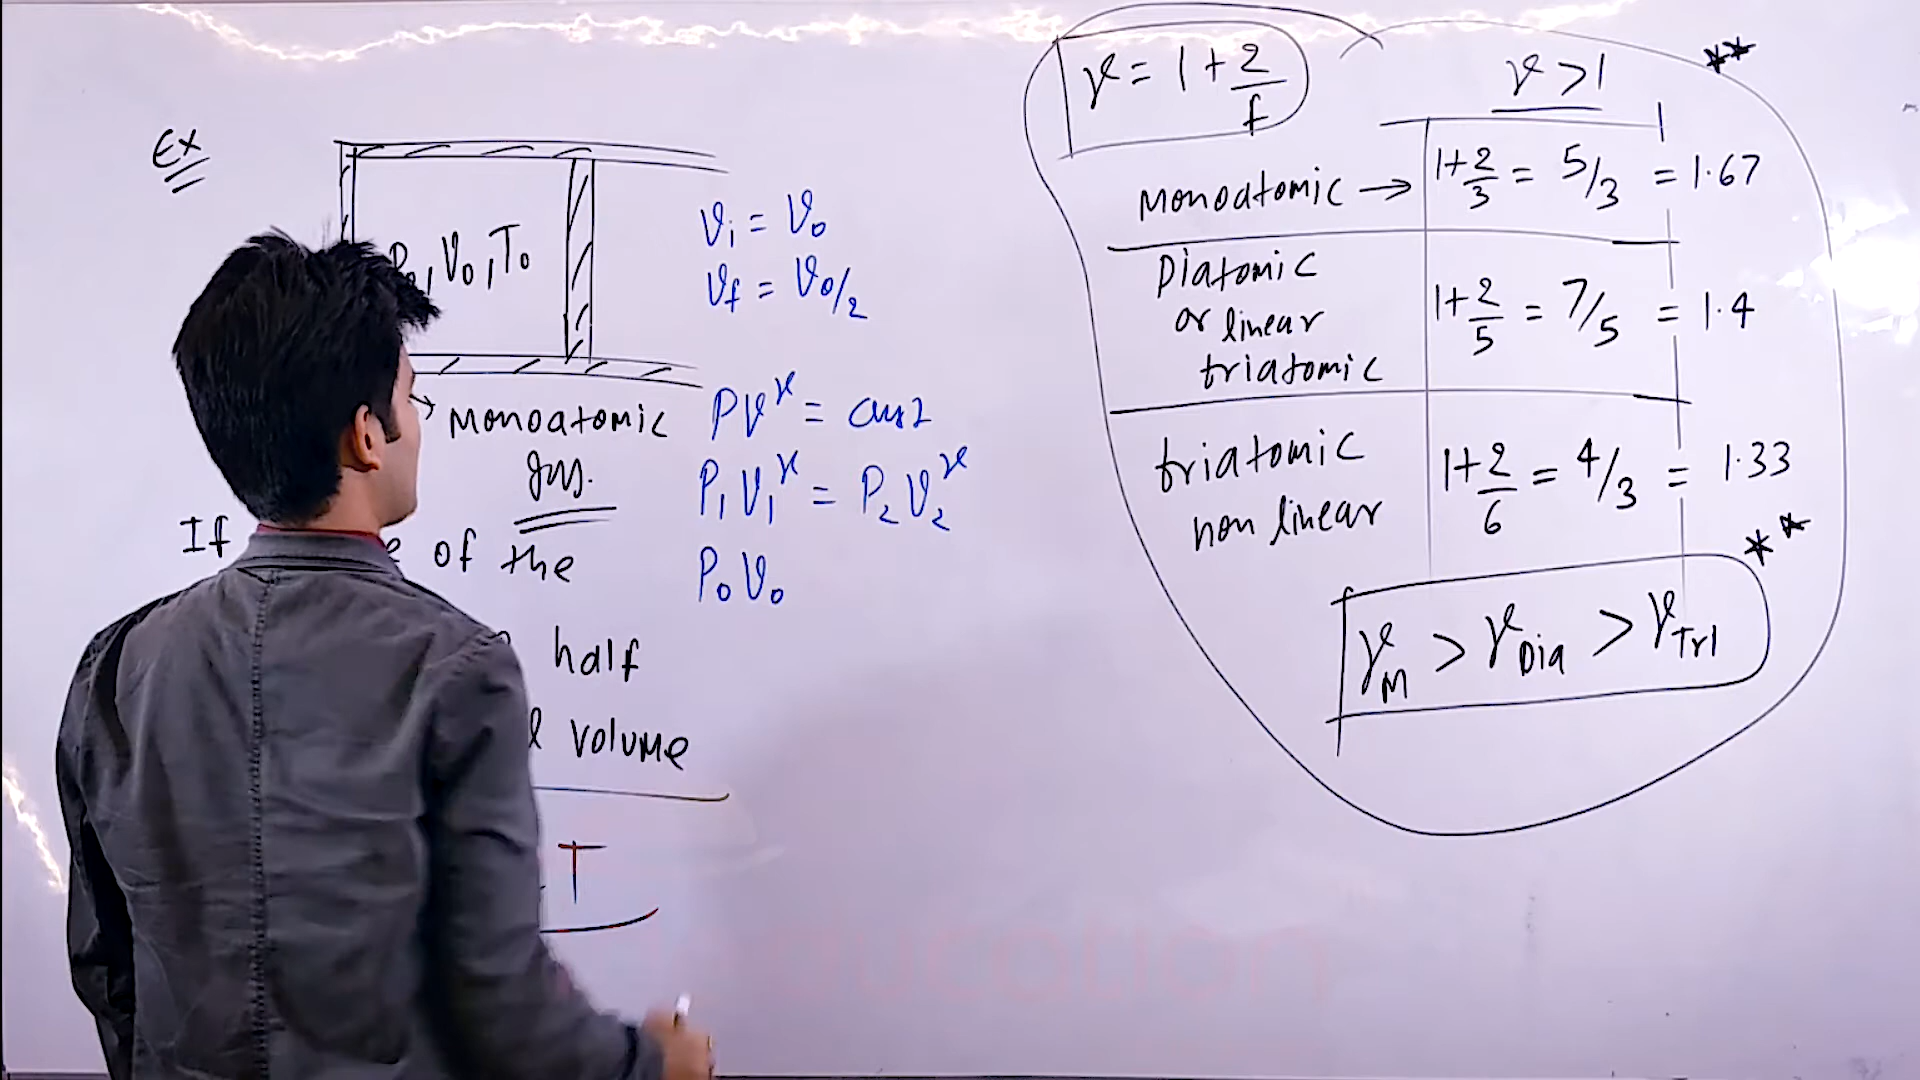 Ex
P₀, V₀, T₀
Monoatomic
gas.
If
of the
half
volume
T
Vi = V₀
Vf = V₀/2
PV^γ = const
P₁V₁^γ = P₂V₂^γ
P₀V₀
γ = 1 + 2/f
γ > 1
**
Monoatomic → 1+2/3 = 5/3 = 1.67
Diatomic
or linear
triatomic
1+2/5 = 7/5 = 1.4
triatomic
non linear
1+2/6 = 4/3 = 1.33
**
γM > γDia > γTri